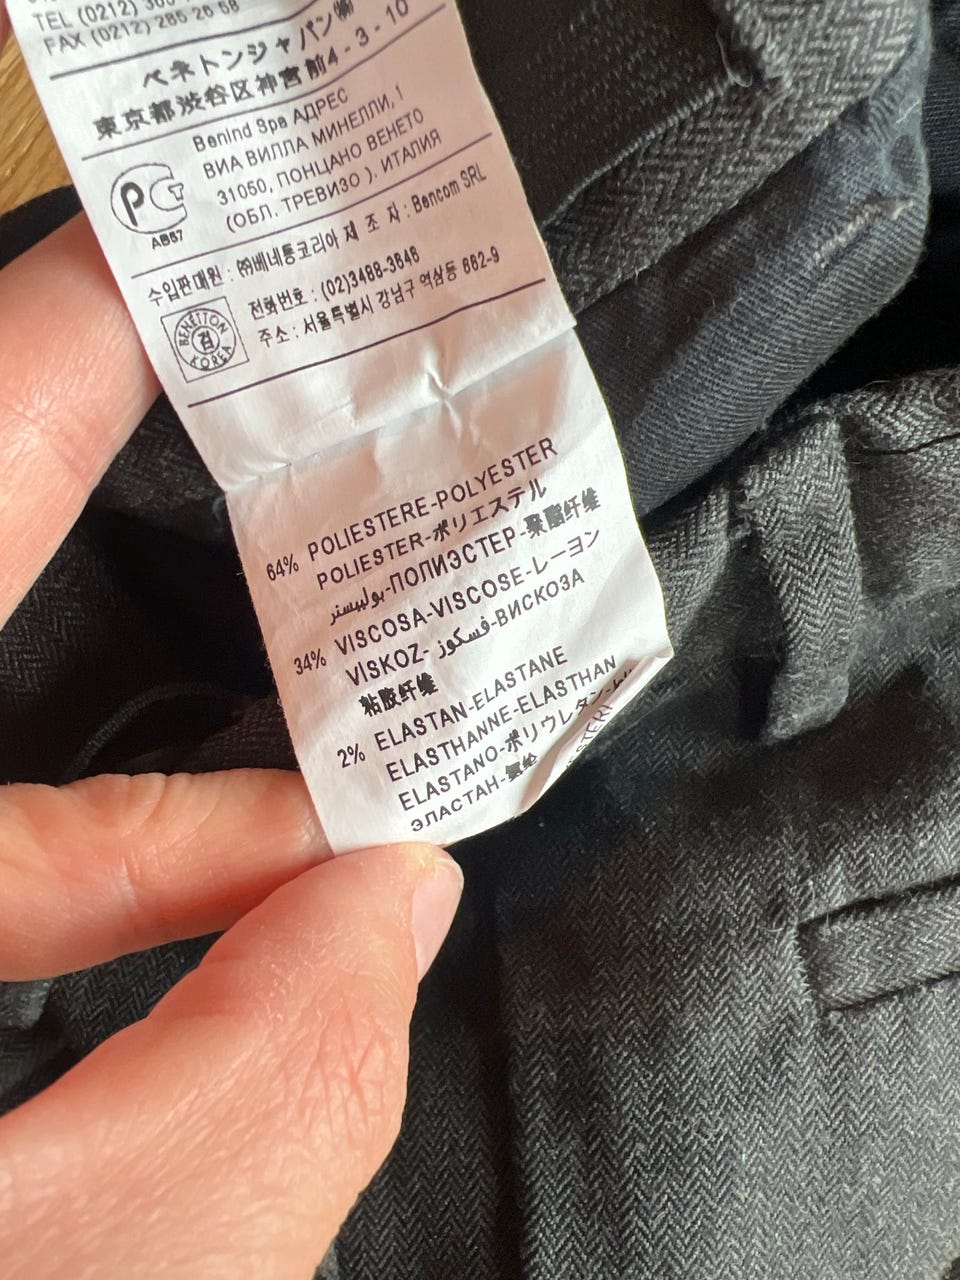 TEL (0212)
FAX (0212) 285 26 58
ベネトンジャパン㈱
東京都渋谷区神宮前4-3-10
Benind Spa АДРЕС
ВИА ВИЛЛА МИНЕЛЛИ, 1
31050, ПОНЦАНО ВЕНЕТО
(ОБЛ. ТРЕВИЗО ), ИТАЛИЯ
АВ67
수입판매원 : ㈜베네통코리아 제 조 자 : Bencom SRL
전화번호 : (02)3488-3646
주소 : 서울특별시 강남구 역삼동 662-9
BENETTON
검
KOREA
64% POLIESTERE-POLYESTER
POLIESTER-ポリエステル
بوليستر-ПОЛИЭСТЕР-聚酯纤维
34% VISCOSA-VISCOSE-レーヨン
VISKOZ- فسكوز-ВИСКОЗА
粘胶纤维
2% ELASTAN-ELASTANE
ELASTHANNE-ELASTHAN
ELASTANO-ポリウレタン-
ЭЛАСТАН-氨纶